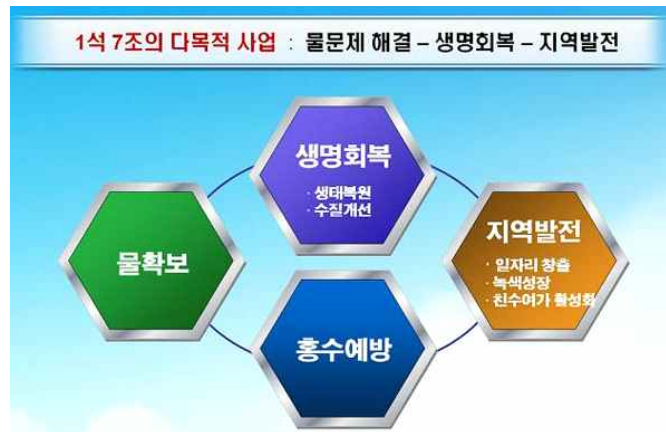 1석 7조의 다목적 사업 : 물문제 해결 – 생명회복 – 지역발전
생명회복
· 생태복원
· 수질개선
물확보
지역발전
· 일자리 창출
· 녹색성장
· 친수여가 활성화
홍수예방